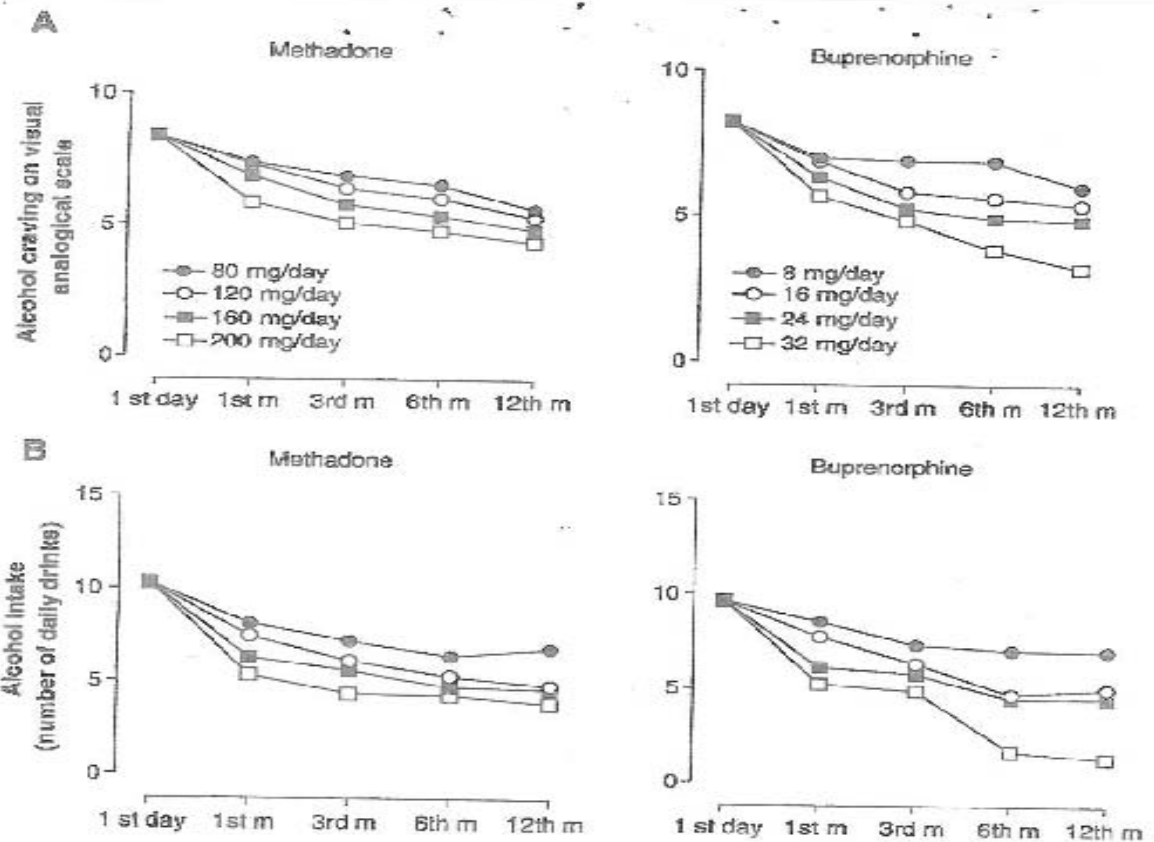 A
Methadone
Buprenorphine
Alcohol craving on visual
analogical scale
10
5
0
80 mg/day
120 mg/day
160 mg/day
200 mg/day
1 st day 1st m 3rd m 6th m 12th m
10
5
0
8 mg/day
16 mg/day
24 mg/day
32 mg/day
1st day 1st m 3rd m 6th m 12th m
B
Methadone
Buprenorphine
Alcohol intake
(number of daily drinks)
15
10
5
0
1 st day 1st m 3rd m 6th m 12th m
15
10
5
0
1 st day 1st m 3rd m 6th m 12th m